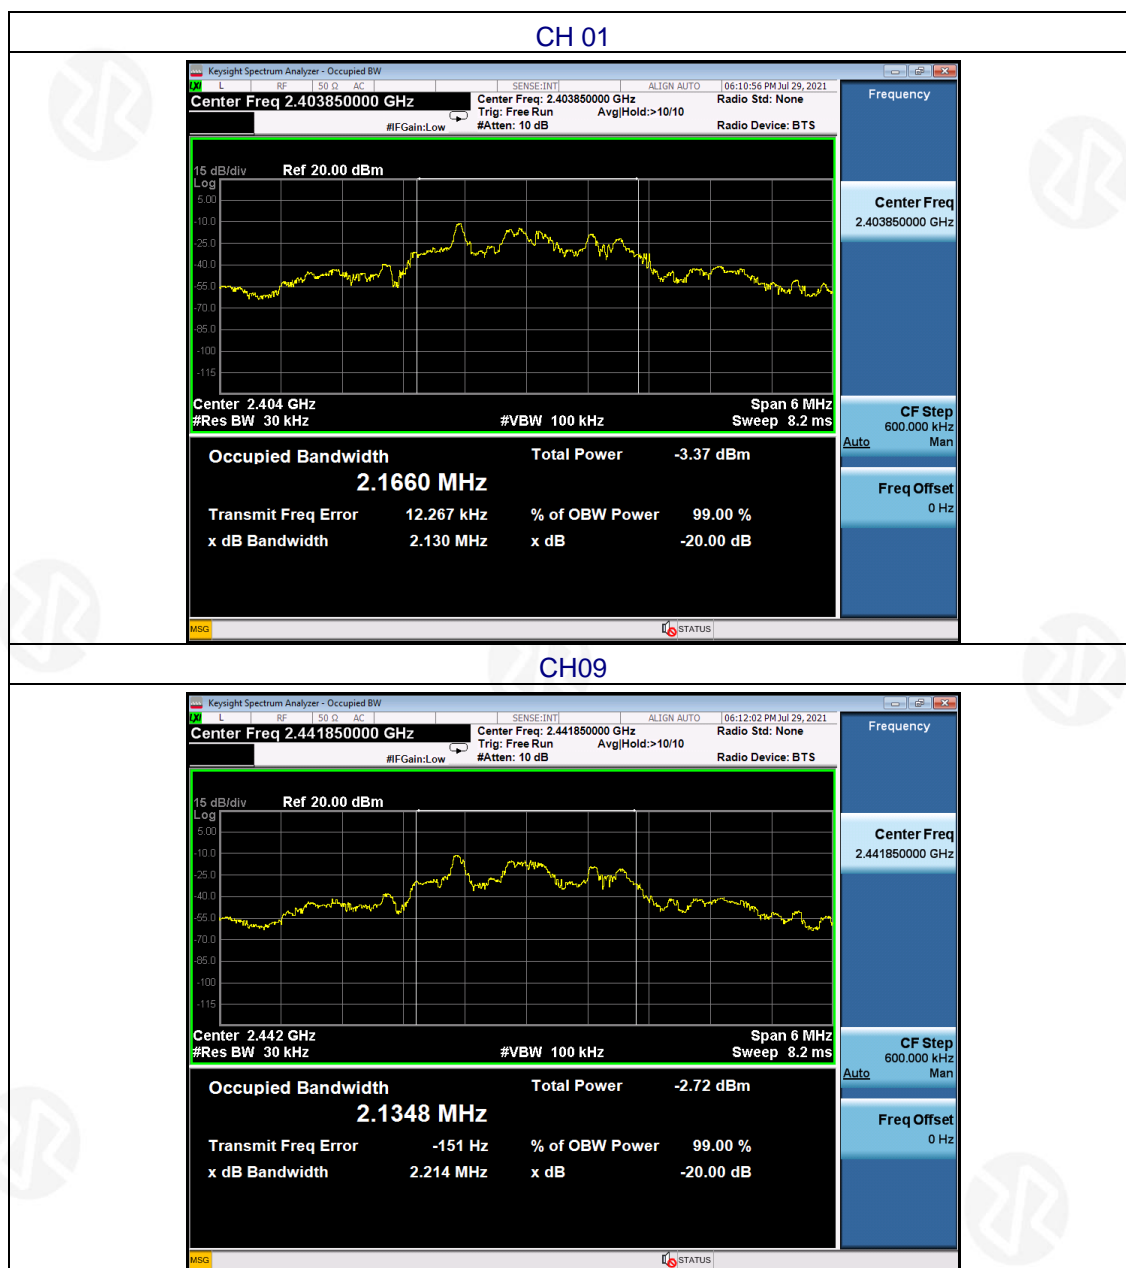 CH 01
Keysight Spectrum Analyzer - Occupied BW
LXI L RF 50 Ω AC SENSE:INT ALIGN AUTO 06:10:56 PM Jul 29, 2021
Center Freq 2.403850000 GHz
Center Freq: 2.403850000 GHz Radio Std: None
Trig: Free Run Avg|Hold:>10/10
#IFGain:Low #Atten: 10 dB Radio Device: BTS
15 dB/div Ref 20.00 dBm
Log
5.00
-10.0
-25.0
-40.0
-55.0
-70.0
-85.0
-100
-115
Center 2.404 GHz Span 6 MHz
#Res BW 30 kHz #VBW 100 kHz Sweep 8.2 ms
Occupied Bandwidth Total Power -3.37 dBm
2.1660 MHz
Transmit Freq Error 12.267 kHz % of OBW Power 99.00 %
x dB Bandwidth 2.130 MHz x dB -20.00 dB
MSG STATUS
Frequency
Center Freq
2.403850000 GHz
CF Step
600.000 kHz
Auto Man
Freq Offset
0 Hz
CH09
Keysight Spectrum Analyzer - Occupied BW
LXI L RF 50 Ω AC SENSE:INT ALIGN AUTO 06:12:02 PM Jul 29, 2021
Center Freq 2.441850000 GHz
Center Freq: 2.441850000 GHz Radio Std: None
Trig: Free Run Avg|Hold:>10/10
#IFGain:Low #Atten: 10 dB Radio Device: BTS
15 dB/div Ref 20.00 dBm
Log
5.00
-10.0
-25.0
-40.0
-55.0
-70.0
-85.0
-100
-115
Center 2.442 GHz Span 6 MHz
#Res BW 30 kHz #VBW 100 kHz Sweep 8.2 ms
Occupied Bandwidth Total Power -2.72 dBm
2.1348 MHz
Transmit Freq Error -151 Hz % of OBW Power 99.00 %
x dB Bandwidth 2.214 MHz x dB -20.00 dB
MSG STATUS
Frequency
Center Freq
2.441850000 GHz
CF Step
600.000 kHz
Auto Man
Freq Offset
0 Hz